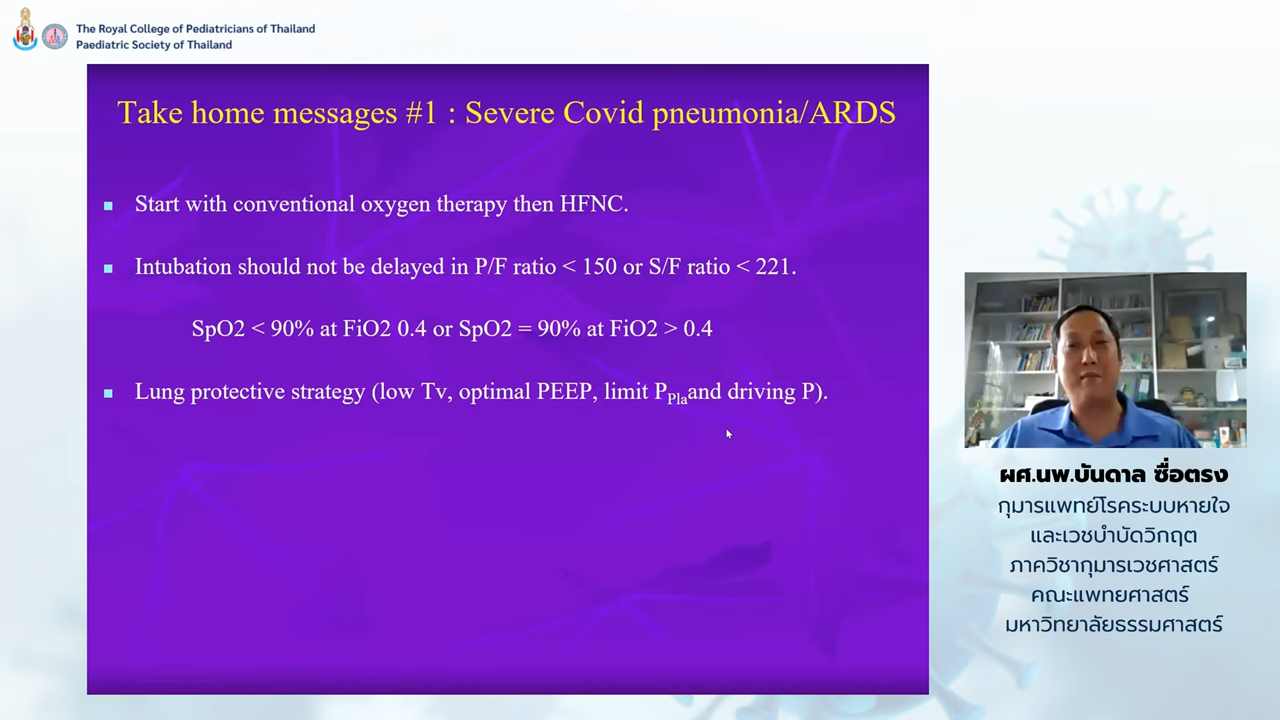 The Royal College of Pediatricians of Thailand
Paediatric Society of Thailand
Take home messages #1 : Severe Covid pneumonia/ARDS
Start with conventional oxygen therapy then HFNC.
Intubation should not be delayed in P/F ratio < 150 or S/F ratio < 221.
SpO2 < 90% at FiO2 0.4 or SpO2 = 90% at FiO2 > 0.4
Lung protective strategy (low Tv, optimal PEEP, limit PPlaand driving P).
ผศ.นพ.บันดาล ซื่อตรง
กุมารแพทย์โรคระบบหายใจ
และเวชบำบัดวิกฤต
ภาควิชากุมารเวชศาสตร์
คณะแพทยศาสตร์
มหาวิทยาลัยธรรมศาสตร์